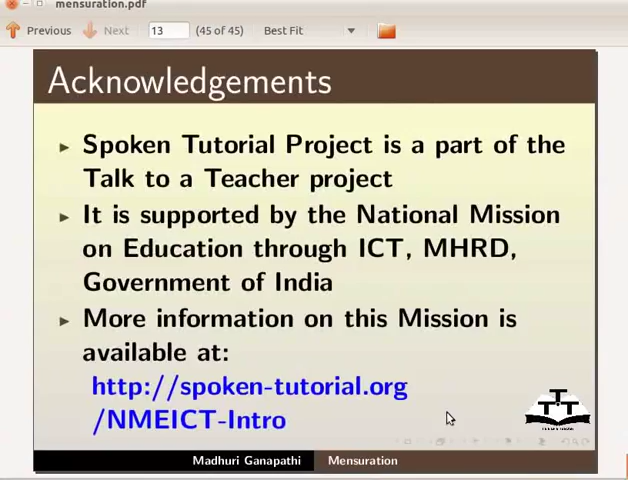 mensuration.pdf
Previous Next 13 (45 of 45) Best Fit
Acknowledgements
Spoken Tutorial Project is a part of the
Talk to a Teacher project
It is supported by the National Mission
on Education through ICT, MHRD,
Government of India
More information on this Mission is
available at:
http://spoken-tutorial.org
/NMEICT-Intro
Madhuri Ganapathi Mensuration